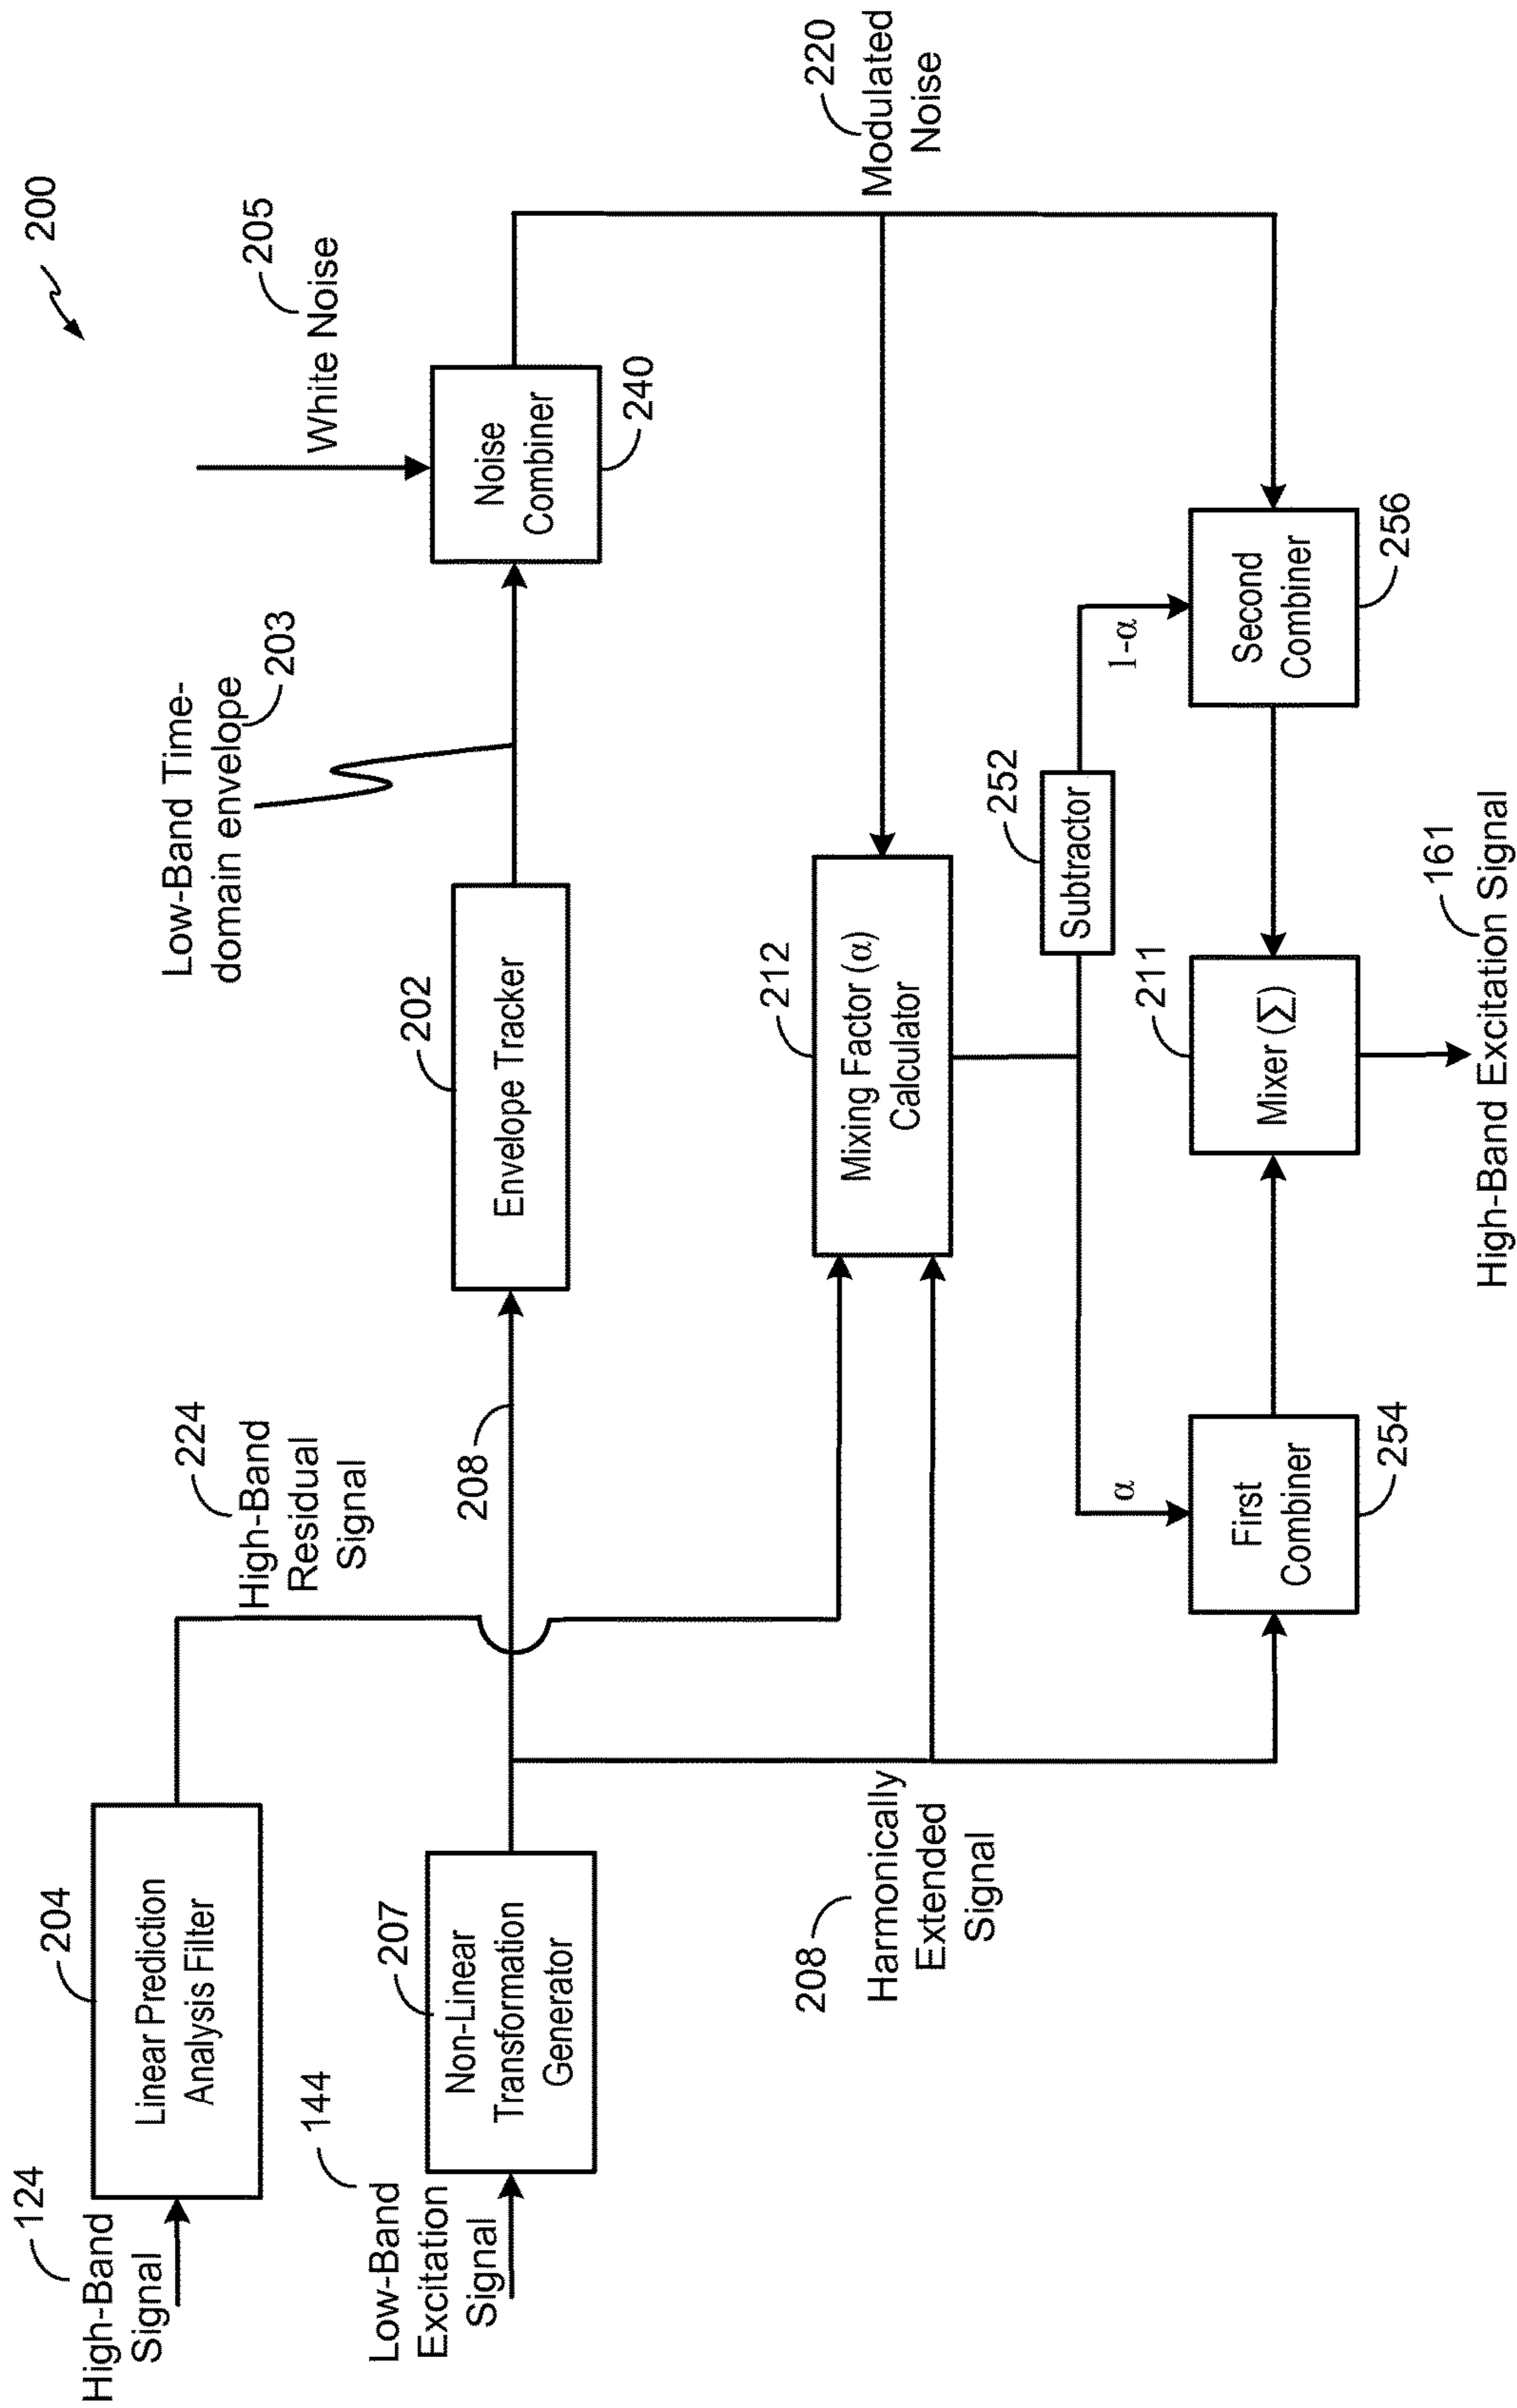 200
124
High-Band
Signal
204
Linear Prediction
Analysis Filter
224
High-Band
Residual
Signal
Low-Band Time-
domain envelope
203
205
White Noise
144
Low-Band
Excitation
Signal
207
Non-Linear
Transformation
Generator
208
202
Envelope Tracker
Noise
Combiner
240
208
Harmonically
Extended
Signal
212
Mixing Factor (α)
Calculator
220
Modulated
Noise
252
Subtractor
α
1-α
First
Combiner
254
211
Mixer (Σ)
Second
Combiner
256
161
High-Band Excitation Signal